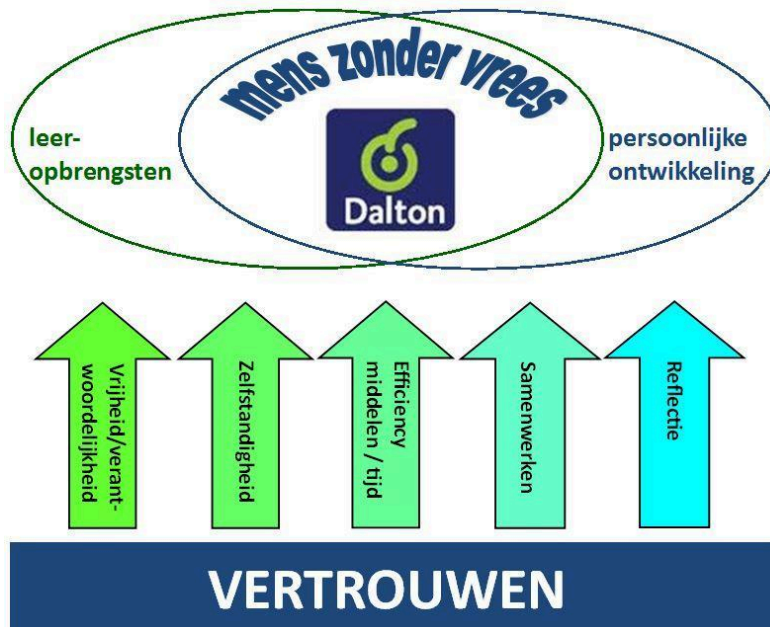 mens zonder vrees
leer-
opbrengsten
Dalton
persoonlijke
ontwikkeling
Vrijheid/verant-
woordelijkheid
Zelfstandigheid
Efficiency
middelen / tijd
Samenwerken
Reflectie
VERTROUWEN